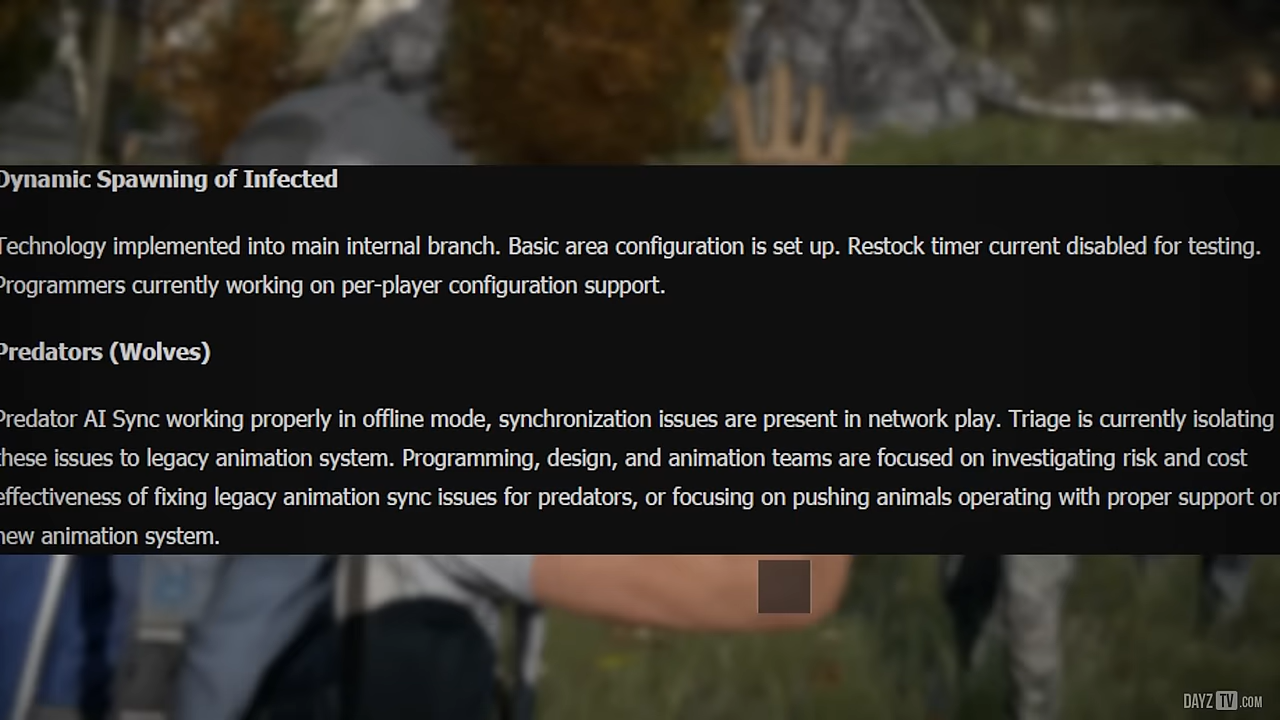 Dynamic Spawning of Infected
Technology implemented into main internal branch. Basic area configuration is set up. Restock timer current disabled for testing.
Programmers currently working on per-player configuration support.
Predators (Wolves)
Predator AI Sync working properly in offline mode, synchronization issues are present in network play. Triage is currently isolating
these issues to legacy animation system. Programming, design, and animation teams are focused on investigating risk and cost
effectiveness of fixing legacy animation sync issues for predators, or focusing on pushing animals operating with proper support on
new animation system.
DAYZ TV .COM